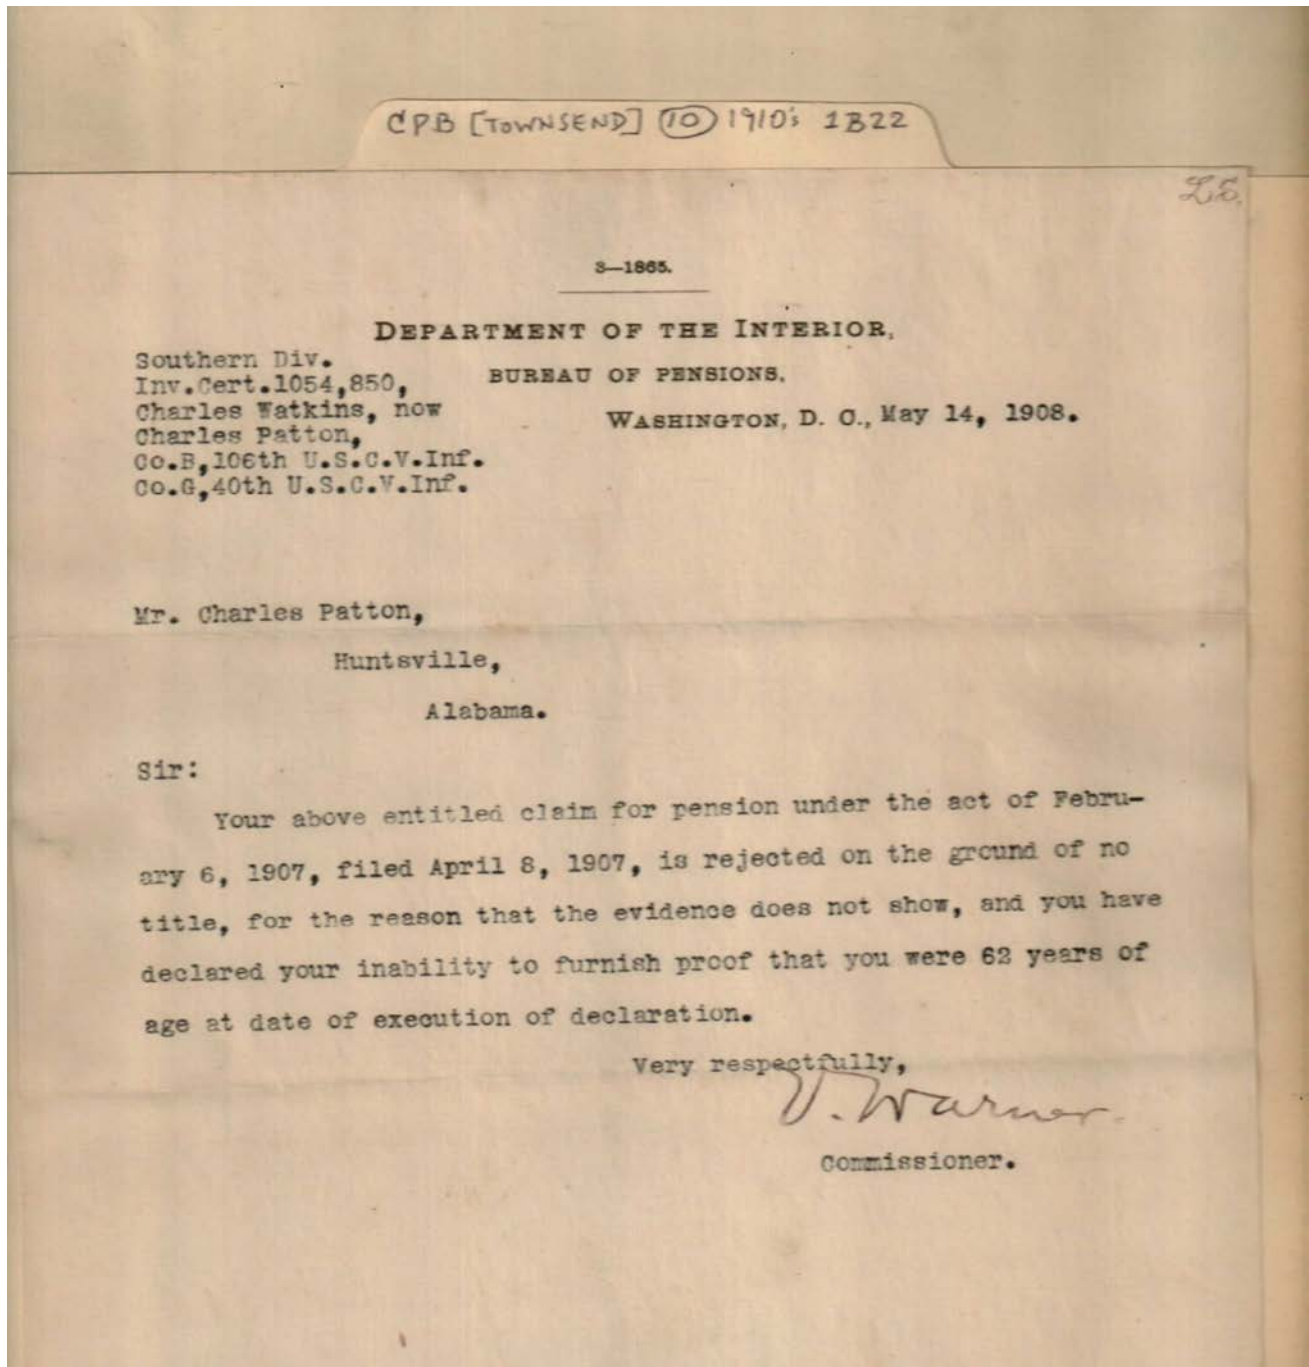 CPB [TOWNSEND] (10) 1910's 1B22
L.S.
3—1865.
DEPARTMENT OF THE INTERIOR,
BUREAU OF PENSIONS.
WASHINGTON, D. C., May 14, 1908.
Southern Div.
Inv.Cert.1054,850,
Charles Watkins, now
Charles Patton,
Co.B,106th U.S.C.V.Inf.
Co.G,40th U.S.C.V.Inf.
Mr. Charles Patton,
Huntsville,
Alabama.
Sir:
Your above entitled claim for pension under the act of Febru-
ary 6, 1907, filed April 8, 1907, is rejected on the ground of no
title, for the reason that the evidence does not show, and you have
declared your inability to furnish proof that you were 62 years of
age at date of execution of declaration.
Very respectfully,
V. Warner.
Commissioner.